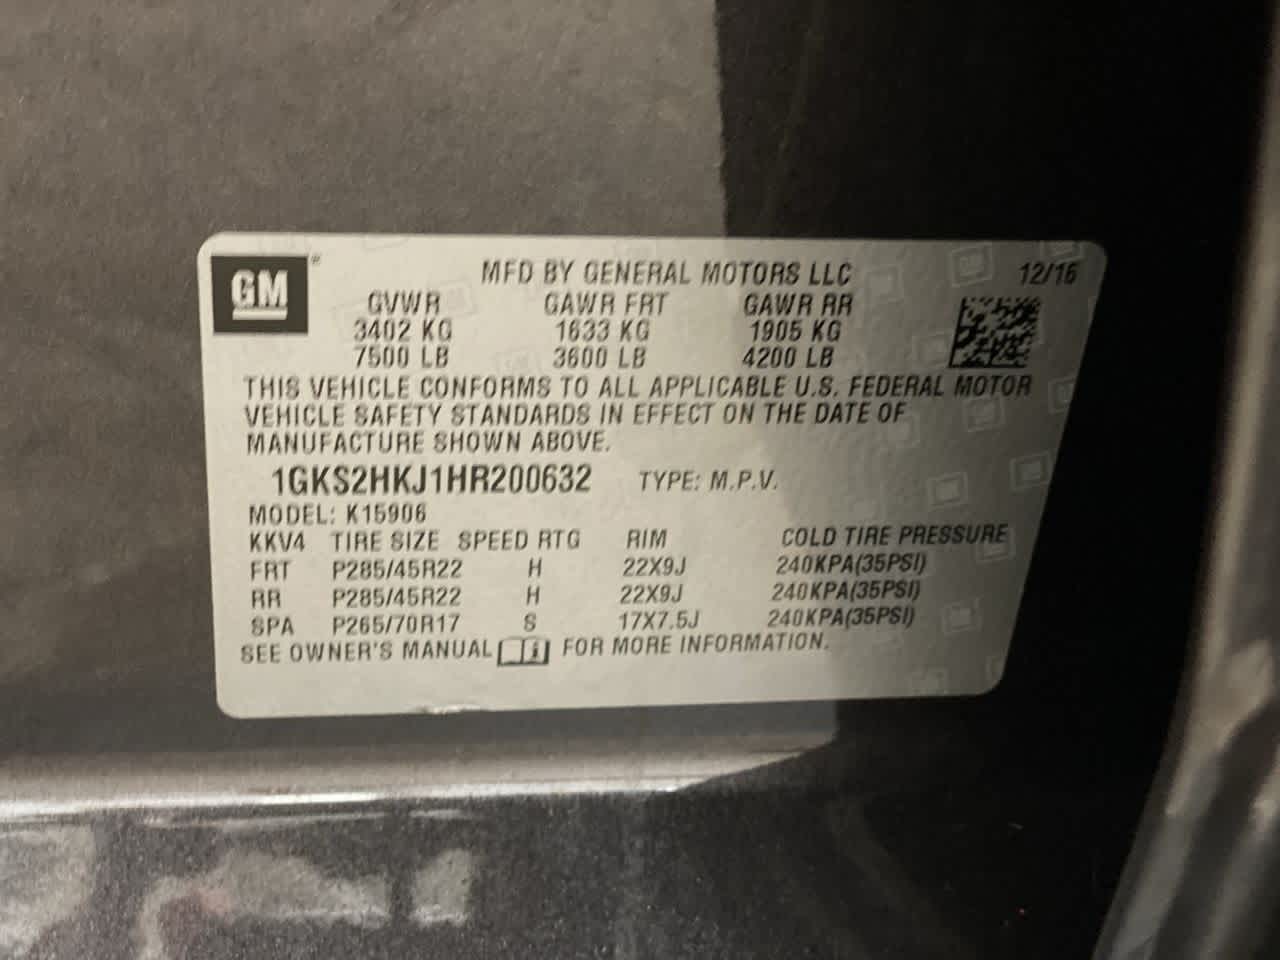 GM®
MFD BY GENERAL MOTORS LLC 12/16
GVWR GAWR FRT GAWR RR
3402 KG 1633 KG 1905 KG
7500 LB 3600 LB 4200 LB
THIS VEHICLE CONFORMS TO ALL APPLICABLE U.S. FEDERAL MOTOR
VEHICLE SAFETY STANDARDS IN EFFECT ON THE DATE OF
MANUFACTURE SHOWN ABOVE.
1GKS2HKJ1HR200632 TYPE: M.P.V.
MODEL: K15906
KKV4 TIRE SIZE SPEED RTG RIM COLD TIRE PRESSURE
FRT P285/45R22 H 22X9J 240KPA(35PSI)
RR P285/45R22 H 22X9J 240KPA(35PSI)
SPA P265/70R17 S 17X7.5J 240KPA(35PSI)
SEE OWNER'S MANUAL FOR MORE INFORMATION.